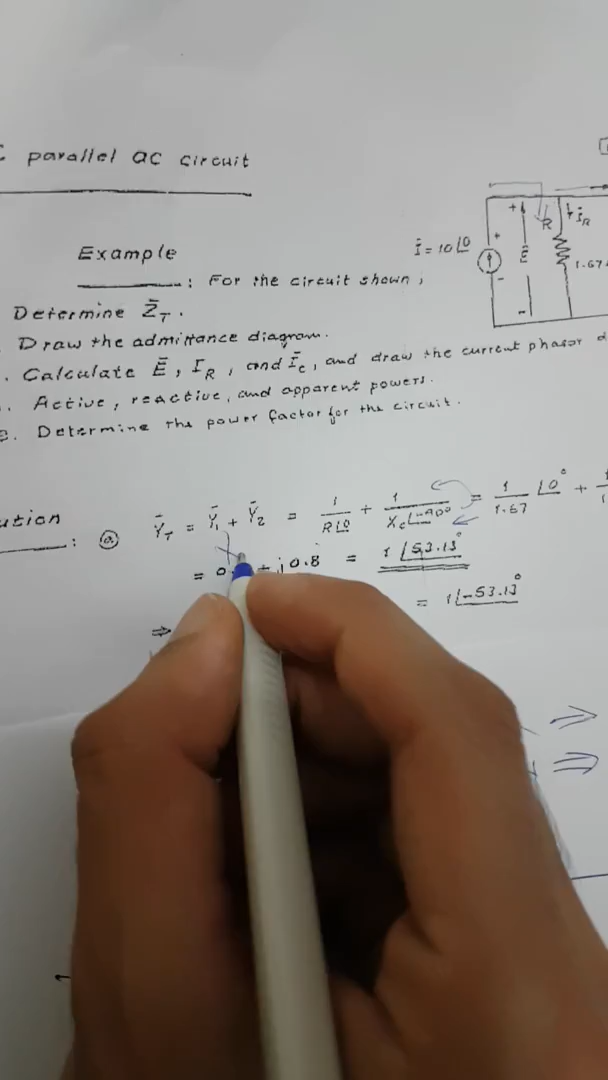 parallel ac circuit
Example : For the circuit shown,
Determine Z̄T.
Draw the admittance diagram.
. Calculate Ē, IR, and Īc, and draw the current phasor
. Active, reactive, and apparent powers.
e. Determine the power factor for the circuit.
İ = 10∠0
+
+
Ē
R
İR
1.67
-
-
: ⓐ ȲT = Ȳ1 + Ȳ2 = 1/R∠0 + 1/Xc∠-90° = 1/1.67 ∠0° +
= 0. + j0.8 = 1∠53.13°
⇒ = 1∠-53.13°
⇒
⇒